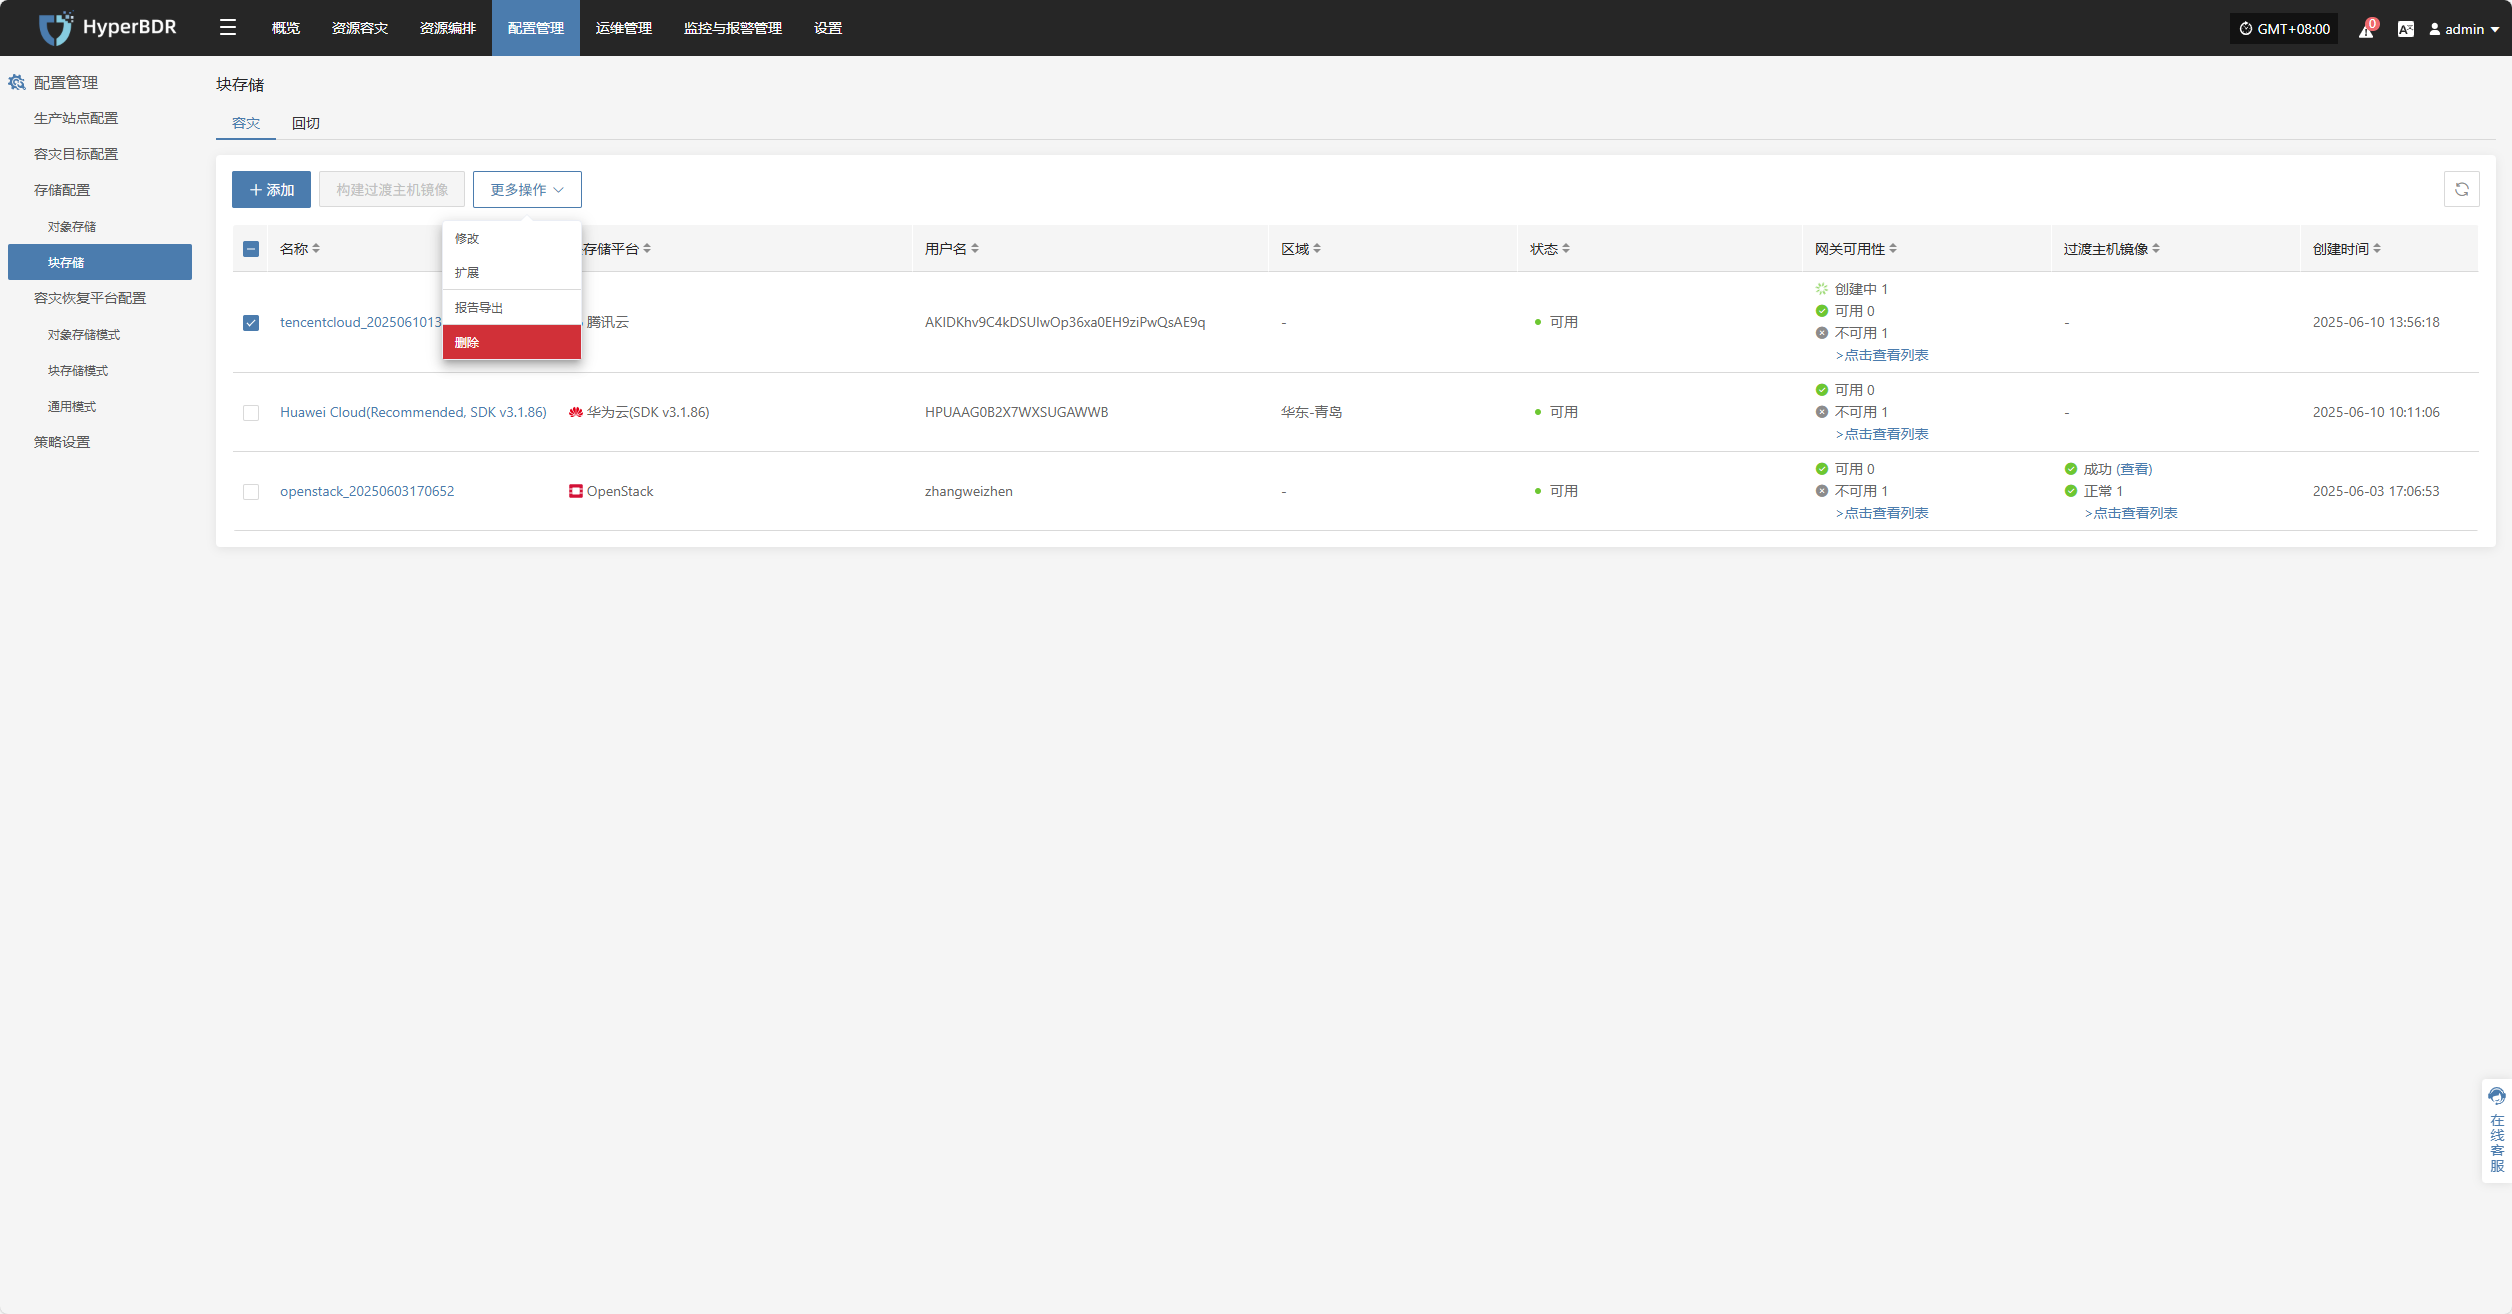 HyperBDR
概览
资源容灾
资源编排
配置管理
运维管理
监控与报警管理
设置
GMT+08:00
0
admin
配置管理
生产站点配置
容灾目标配置
存储配置
对象存储
块存储
容灾恢复平台配置
对象存储模式
块存储模式
通用模式
策略设置
块存储
容灾
回切
添加
构建过渡主机镜像
更多操作
修改
扩展
报告导出
删除
名称
存储平台
用户名
区域
状态
网关可用性
过渡主机镜像
创建时间
tencentcloud_2025061013
腾讯云
AKIDKhv9C4kDSUIwOp36xa0EH9ziPwQsAE9q
-
可用
创建中 1
可用 0
不可用 1
>点击查看列表
-
2025-06-10 13:56:18
Huawei Cloud(Recommended, SDK v3.1.86)
华为云(SDK v3.1.86)
HPUAAG0B2X7WXSUGAWWB
华东-青岛
可用
可用 0
不可用 1
>点击查看列表
-
2025-06-10 10:11:06
openstack_20250603170652
OpenStack
zhangweizhen
-
可用
可用 0
不可用 1
>点击查看列表
成功 (查看)
正常 1
>点击查看列表
2025-06-03 17:06:53
在线客服